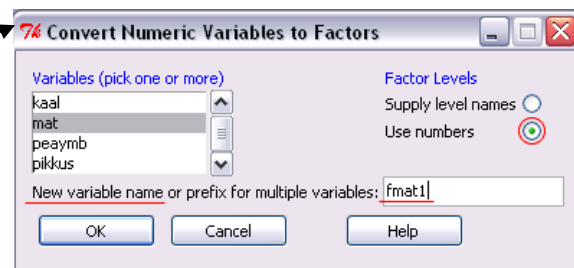 Convert Numeric Variables to Factors
Variables (pick one or more)
kaal
mat
peaymb
pikkus
Factor Levels
Supply level names
Use numbers
New variable name or prefix for multiple variables: fmat1
OK Cancel Help